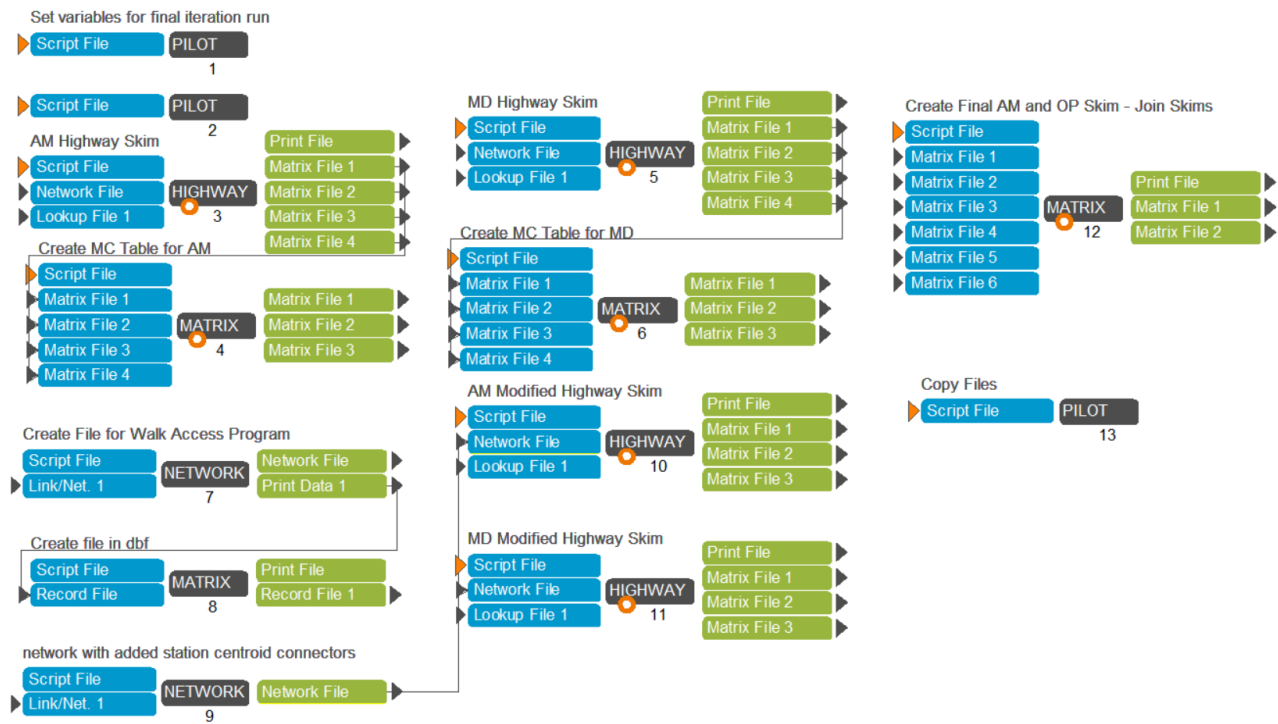 Set variables for final iteration run
Script File
PILOT
1
Script File
PILOT
2
AM Highway Skim
Script File
Network File
Lookup File 1
HIGHWAY
3
Print File
Matrix File 1
Matrix File 2
Matrix File 3
Matrix File 4
Create MC Table for AM
Script File
Matrix File 1
Matrix File 2
Matrix File 3
Matrix File 4
MATRIX
4
Matrix File 1
Matrix File 2
Matrix File 3
Create File for Walk Access Program
Script File
Link/Net. 1
NETWORK
7
Network File
Print Data 1
Create file in dbf
Script File
Record File
MATRIX
8
Print File
Record File 1
network with added station centroid connectors
Script File
Link/Net. 1
NETWORK
9
Network File
MD Highway Skim
Script File
Network File
Lookup File 1
HIGHWAY
5
Print File
Matrix File 1
Matrix File 2
Matrix File 3
Matrix File 4
Create MC Table for MD
Script File
Matrix File 1
Matrix File 2
Matrix File 3
Matrix File 4
MATRIX
6
Matrix File 1
Matrix File 2
Matrix File 3
AM Modified Highway Skim
Script File
Network File
Lookup File 1
HIGHWAY
10
Print File
Matrix File 1
Matrix File 2
Matrix File 3
MD Modified Highway Skim
Script File
Network File
Lookup File 1
HIGHWAY
11
Print File
Matrix File 1
Matrix File 2
Matrix File 3
Create Final AM and OP Skim - Join Skims
Script File
Matrix File 1
Matrix File 2
Matrix File 3
Matrix File 4
Matrix File 5
Matrix File 6
MATRIX
12
Print File
Matrix File 1
Matrix File 2
Copy Files
Script File
PILOT
13